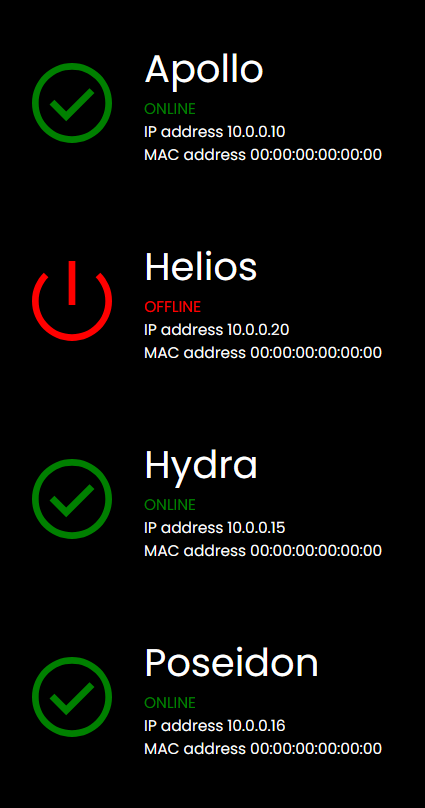 Apollo
ONLINE
IP address 10.0.0.10
MAC address 00:00:00:00:00:00
Helios
OFFLINE
IP address 10.0.0.20
MAC address 00:00:00:00:00:00
Hydra
ONLINE
IP address 10.0.0.15
MAC address 00:00:00:00:00:00
Poseidon
ONLINE
IP address 10.0.0.16
MAC address 00:00:00:00:00:00